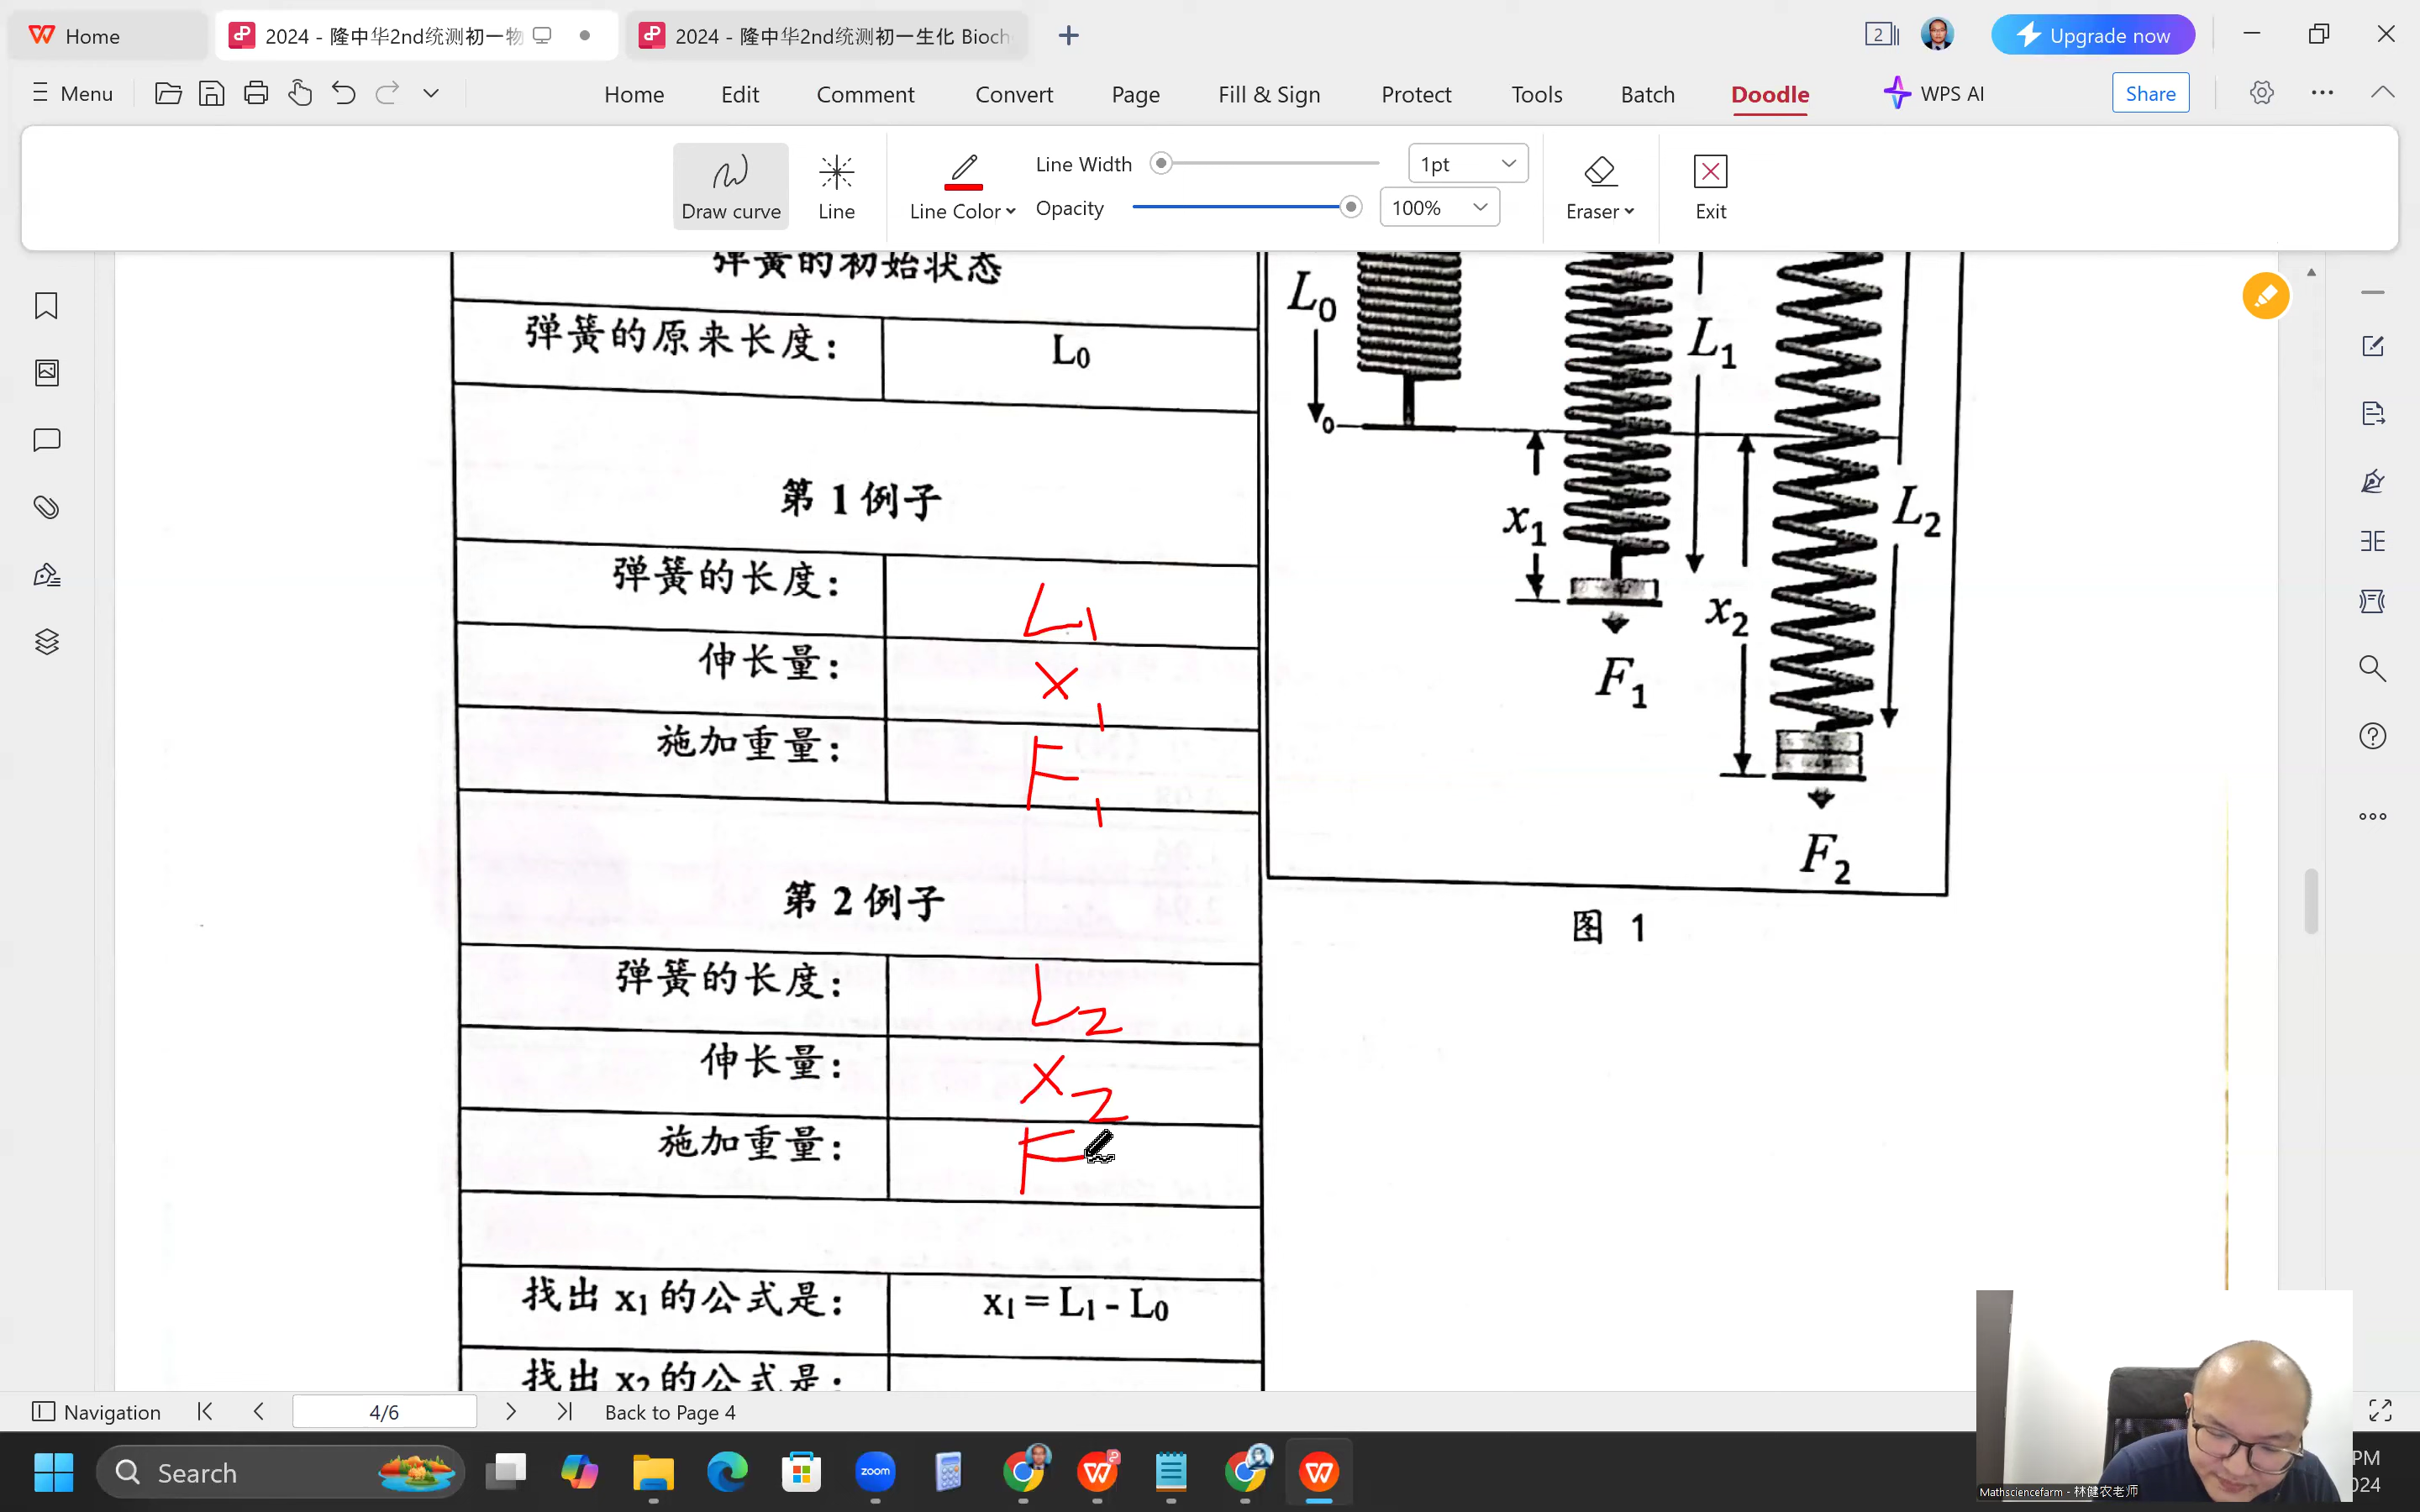 Home
2024 - 隆中华2nd统测初一物
2024 - 隆中华2nd统测初一生化 Bioch
2
Upgrade now
Menu
Home
Edit
Comment
Convert
Page
Fill & Sign
Protect
Tools
Batch
Doodle
WPS AI
Share
Draw curve
Line
Line Color
Line Width
1pt
Opacity
100%
Eraser
Exit
弹簧的初始状态
弹簧的原来长度: L0
第 1 例子
弹簧的长度: L1
伸长量: x1
施加重量: F1
第 2 例子
弹簧的长度: L2
伸长量: x2
施加重量: F
找出 x1 的公式是: x1 = L1 - L0
找出 x2 的公式是:
L0
0
L1
x1
L2
x2
F1
F2
图 1
Navigation
4/6
Back to Page 4
Search
zoom
PM
024
Mathsciencefarm - 林健农老师